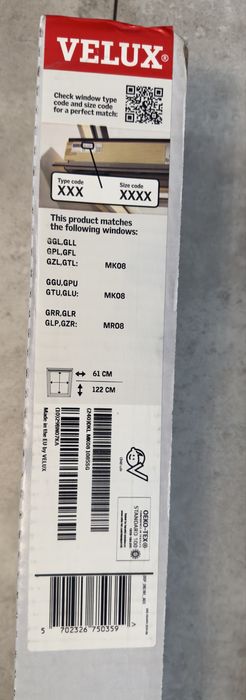 VELUX®
Check window type
code and size code
for a perfect match:
Type code
XXX
Size code
XXXX
This product matches
the following windows:
GGL,GLL
GPL,GFL
GZL,GTL: MK08
GGU,GPU
GTU,GLU: MK08
GRR,GLR
GLP,GZR: MR08
61 CM
122 CM
Made in the EU by VELUX
OEKO-TEX®
STANDARD 100
5 702326 750359 >